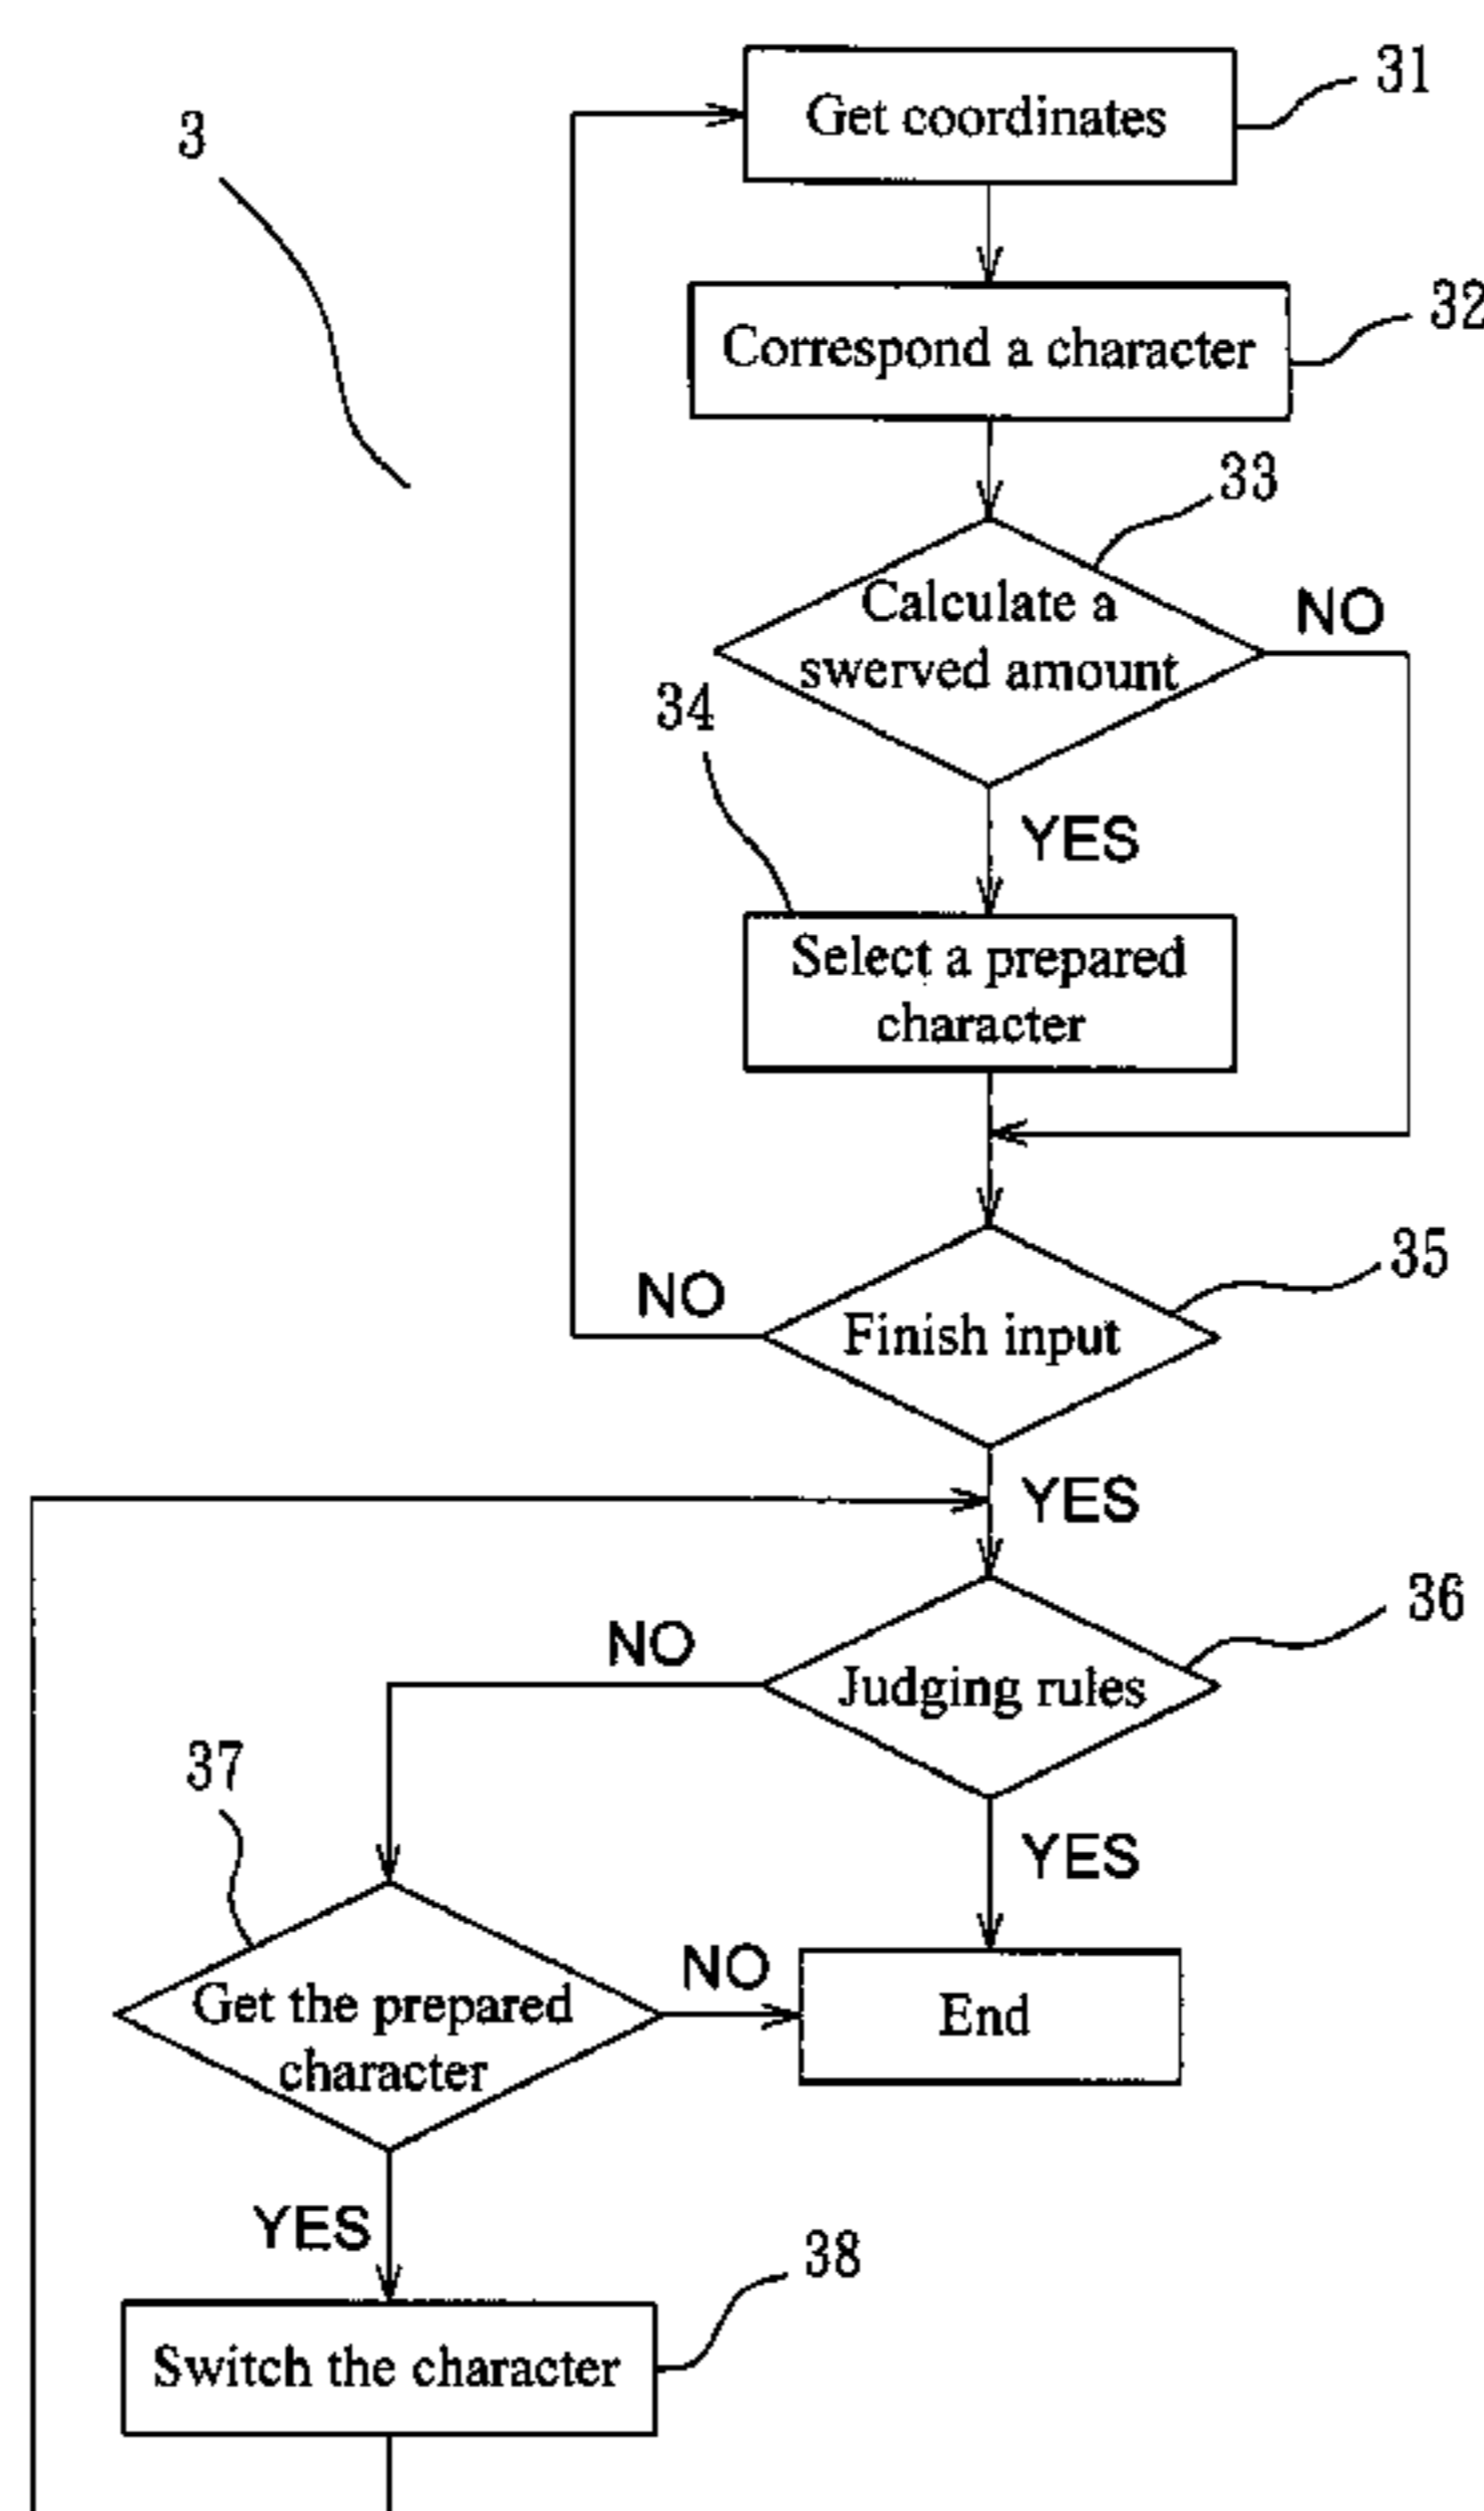 31
3
Get coordinates
32
Correspond a character
33
Calculate a
swerved amount
NO
34
YES
Select a prepared
character
35
NO
Finish input
YES
36
NO
Judging rules
37
YES
Get the prepared
character
NO
End
YES
38
Switch the character